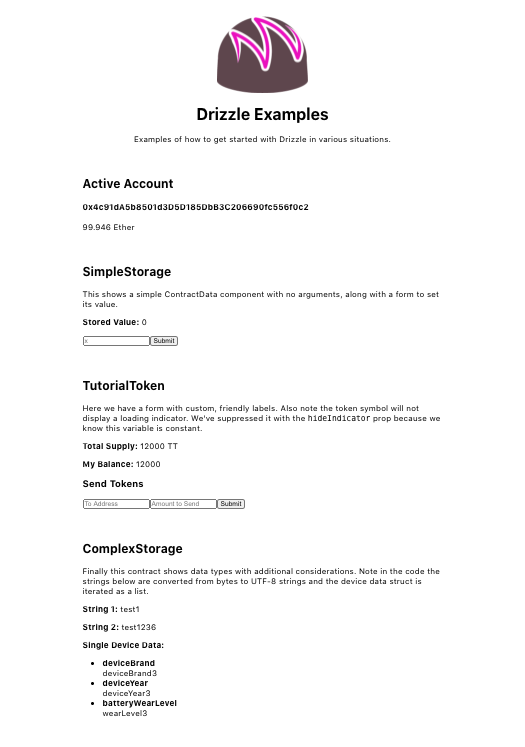 Drizzle Examples
Examples of how to get started with Drizzle in various situations.
Active Account
0x4c91dA5b8501d3D5D185DbB3C206690fc556f0c2
99.946 Ether
SimpleStorage
This shows a simple ContractData component with no arguments, along with a form to set
its value.
Stored Value: 0
x Submit
TutorialToken
Here we have a form with custom, friendly labels. Also note the token symbol will not
display a loading indicator. We've suppressed it with the hideIndicator prop because we
know this variable is constant.
Total Supply: 12000 TT
My Balance: 12000
Send Tokens
To Address Amount to Send Submit
ComplexStorage
Finally this contract shows data types with additional considerations. Note in the code the
strings below are converted from bytes to UTF-8 strings and the device data struct is
iterated as a list.
String 1: test1
String 2: test1236
Single Device Data:
deviceBrand
deviceBrand3
deviceYear
deviceYear3
batteryWearLevel
wearLevel3